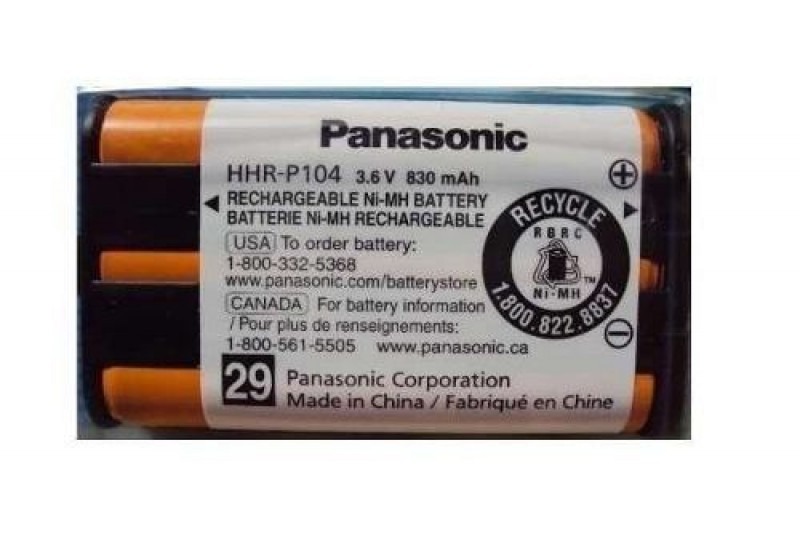 Panasonic
HHR-P104 3.6 V 830 mAh
RECHARGEABLE Ni-MH BATTERY
BATTERIE Ni-MH RECHARGEABLE
USA To order battery:
1-800-332-5368
www.panasonic.com/batterystore
CANADA For battery information
/ Pour plus de renseignements:
1-800-561-5505 www.panasonic.ca
29 Panasonic Corporation
Made in China / Fabriqué en Chine
+
RECYCLE
RBRC
Ni-MH
TM
1.800.822.8837
−